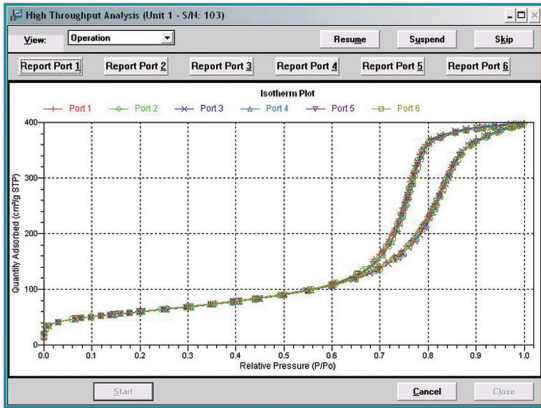 High Throughput Analysis (Unit 1 - S/N: 103)
View: Operation Resume Suspend Skip
Report Port 1 Report Port 2 Report Port 3 Report Port 4 Report Port 5 Report Port 6
Isotherm Plot
Port 1 Port 2 Port 3 Port 4 Port 5 Port 6
Quantity Adsorbed (cm³/g STP)
400
300
200
100
0
0.0 0.1 0.2 0.3 0.4 0.5 0.6 0.7 0.8 0.9 1.0
Relative Pressure (P/Po)
Start Cancel Close